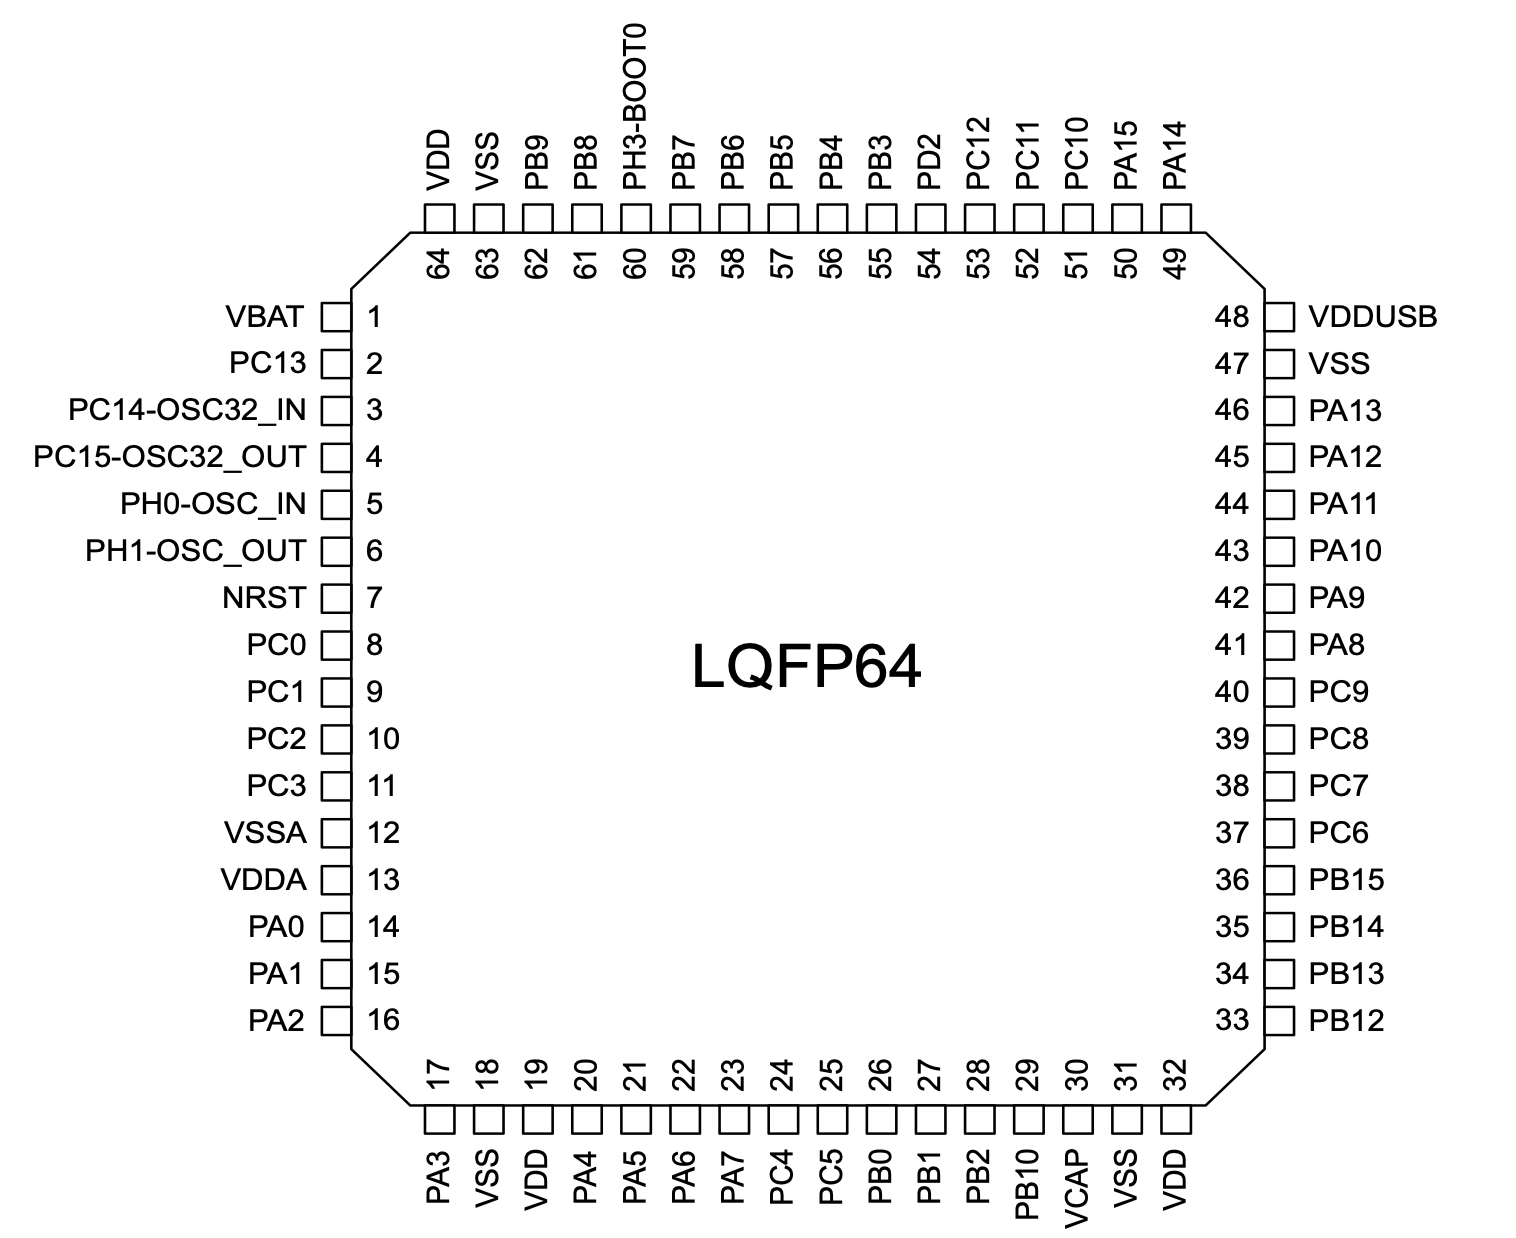 VDD
VSS
PB9
PB8
PH3-BOOT0
PB7
PB6
PB5
PB4
PB3
PD2
PC12
PC11
PC10
PA15
PA14
64 63 62 61 60 59 58 57 56 55 54 53 52 51 50 49
VBAT 1
PC13 2
PC14-OSC32_IN 3
PC15-OSC32_OUT 4
PH0-OSC_IN 5
PH1-OSC_OUT 6
NRST 7
PC0 8
PC1 9
PC2 10
PC3 11
VSSA 12
VDDA 13
PA0 14
PA1 15
PA2 16
LQFP64
48 VDDUSB
47 VSS
46 PA13
45 PA12
44 PA11
43 PA10
42 PA9
41 PA8
40 PC9
39 PC8
38 PC7
37 PC6
36 PB15
35 PB14
34 PB13
33 PB12
17 18 19 20 21 22 23 24 25 26 27 28 29 30 31 32
PA3
VSS
VDD
PA4
PA5
PA6
PA7
PC4
PC5
PB0
PB1
PB2
PB10
VCAP
VSS
VDD